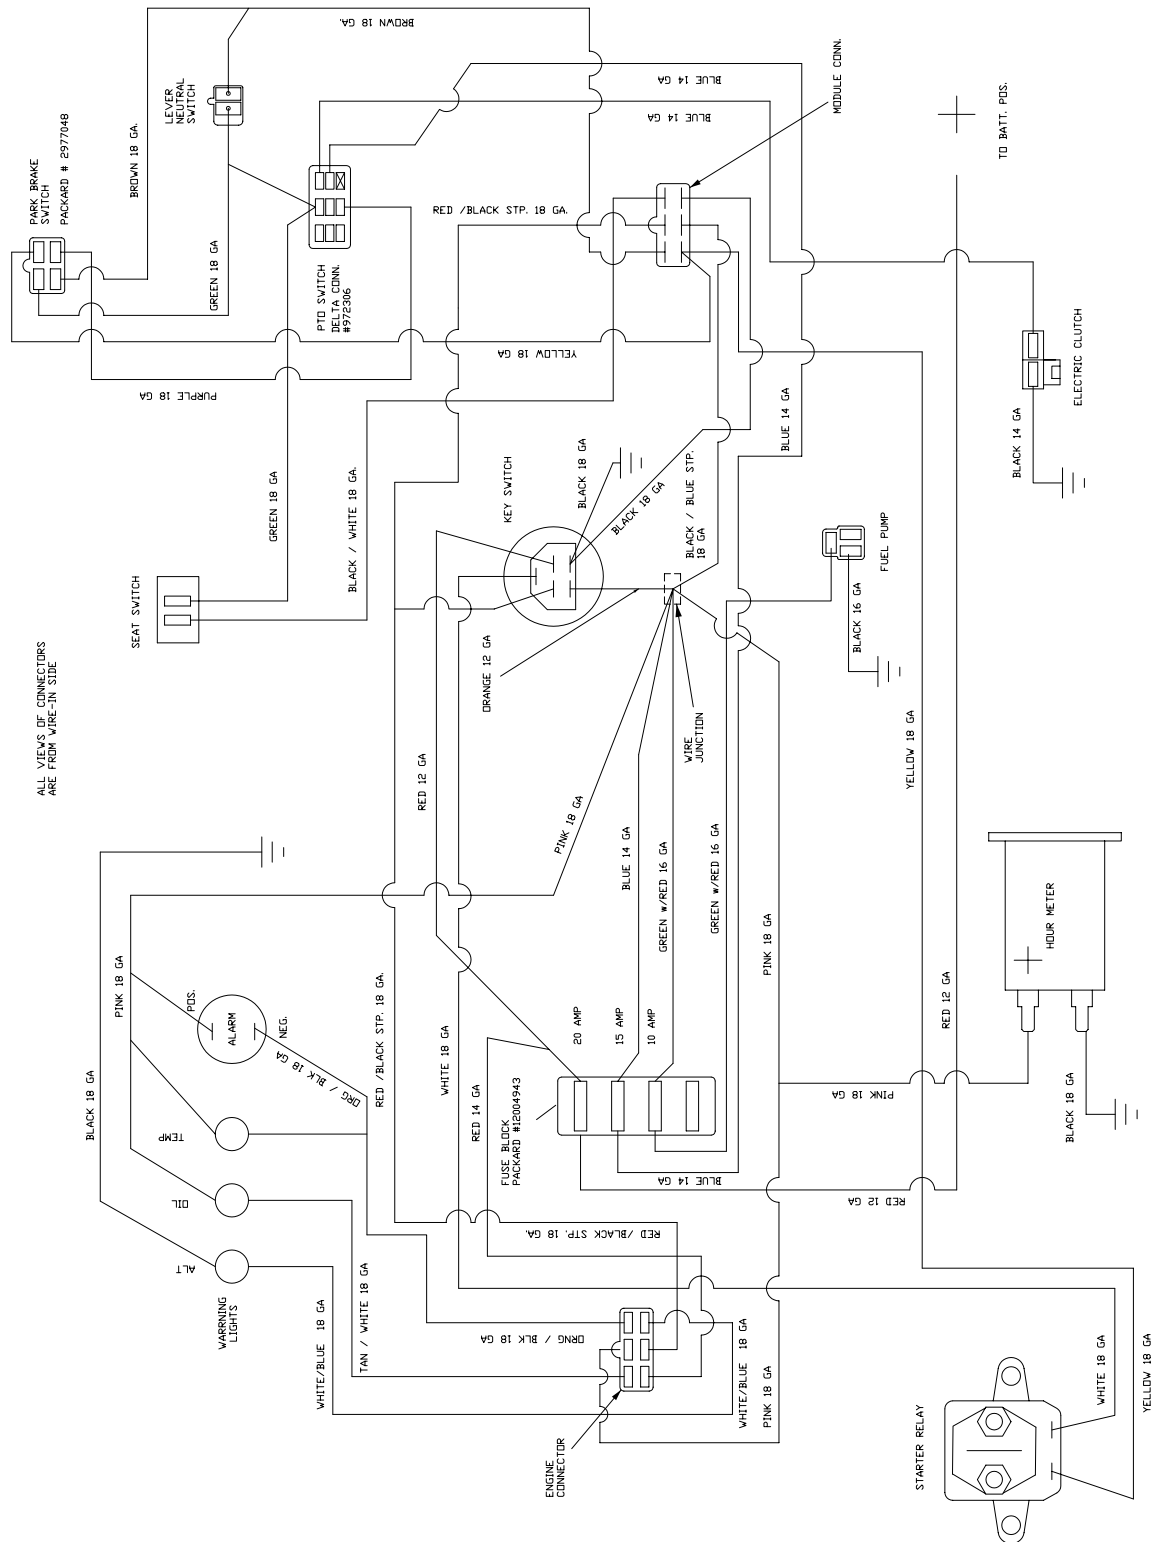 BROWN 18 GA.
LEVER
NEUTRAL
SWITCH
PARK BRAKE
SWITCH
PACKARD # 2977048
BROWN 18 GA.
BLUE 14 GA
BLUE 14 GA
MODULE CONN.
TO BATT. POS.
RED /BLACK STP. 18 GA.
GREEN 18 GA
PTO SWITCH
DELTA CONN.
#972306
YELLOW 18 GA
PURPLE 18 GA
ELECTRIC CLUTCH
BLACK 14 GA
BLUE 14 GA
GREEN 18 GA
BLACK / WHITE 18 GA.
KEY SWITCH
BLACK 18 GA
BLACK 18 GA
BLACK / BLUE STP.
18 GA
FUEL PUMP
BLACK 16 GA
SEAT SWITCH
ORANGE 12 GA
WIRE
JUNCTION
ALL VIEWS OF CONNECTORS
ARE FROM WIRE-IN SIDE
RED 12 GA
PINK 18 GA
BLUE 14 GA
GREEN W/RED 16 GA
GREEN W/RED 16 GA
PINK 18 GA
YELLOW 18 GA
HOUR METER
RED 12 GA
PINK 18 GA
POS.
ALARM
NEG.
ORG / BLK 18 GA
RED /BLACK STP. 18 GA.
WHITE 18 GA
20 AMP
15 AMP
10 AMP
BLACK 18 GA
TEMP
OIL
ALT
WARRNING
LIGHTS
RED 14 GA
FUSE BLOCK
PACKARD #12004943
BLUE 14 GA
PINK 18 GA
BLACK 18 GA
RED 12 GA
RED /BLACK STP. 18 GA.
WHITE/BLUE 18 GA
TAN / WHITE 18 GA
ORNG / BLK 18 GA
WHITE/BLUE 18 GA
PINK 18 GA
ENGINE
CONNECTOR
STARTER RELAY
WHITE 18 GA
YELLOW 18 GA